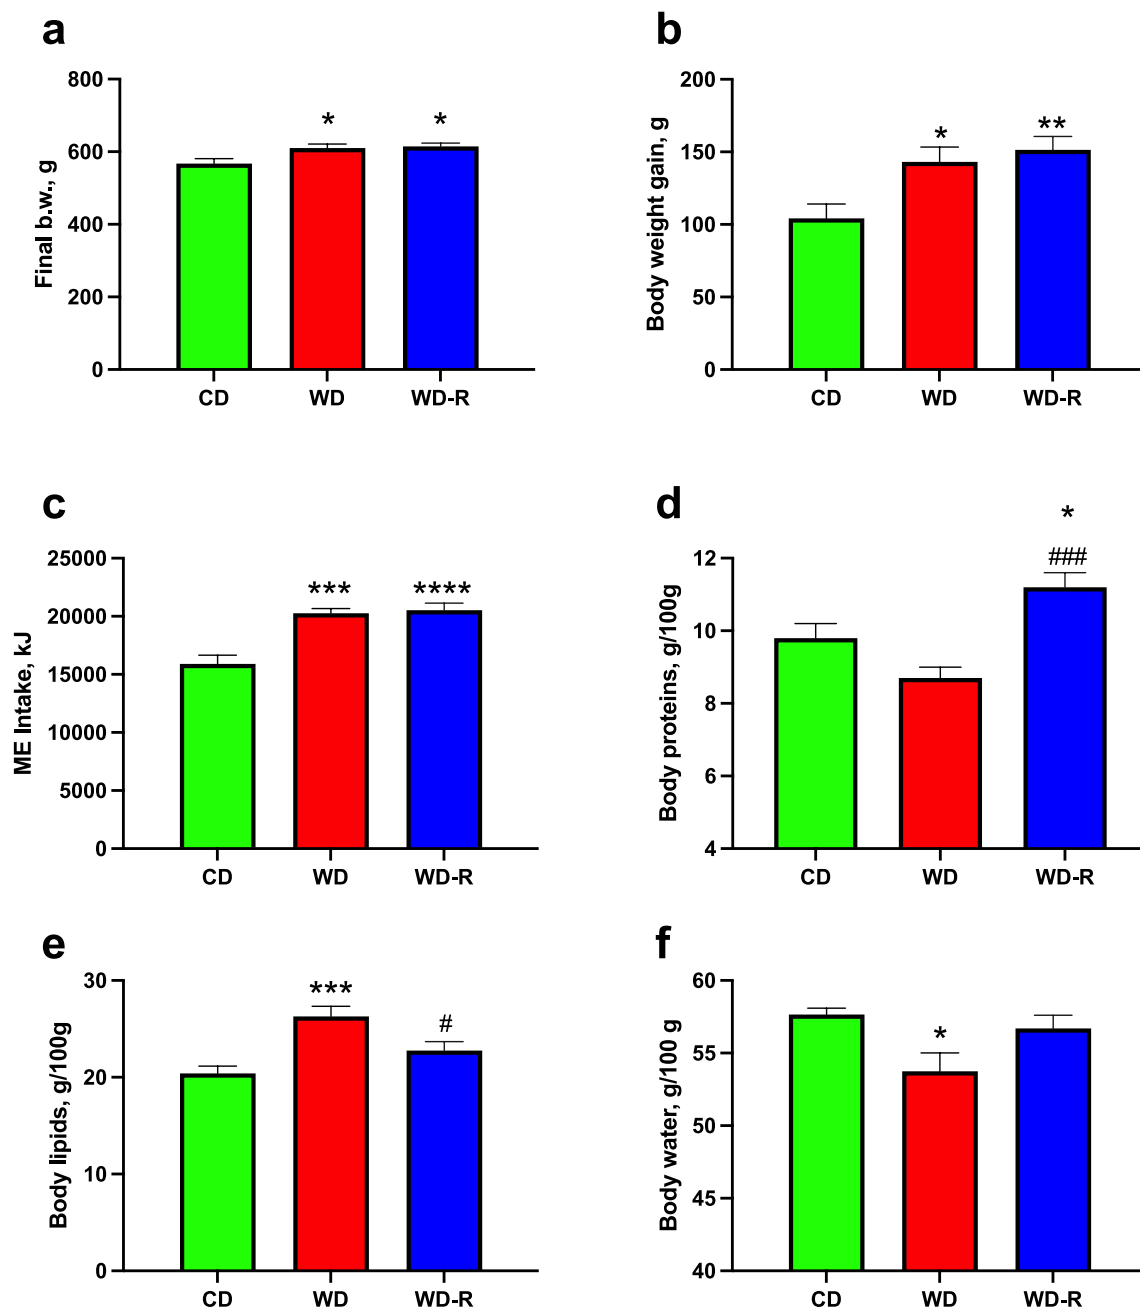 a
Final b.w., g
800
600
400
200
0
*
*
CD
WD
WD-R
b
Body weight gain, g
200
150
100
50
0
*
**
CD
WD
WD-R
c
ME Intake, kJ
25000
20000
15000
10000
5000
0
***
****
CD
WD
WD-R
d
Body proteins, g/100g
12
10
8
6
4
*
###
CD
WD
WD-R
e
Body lipids, g/100g
30
20
10
0
***
#
CD
WD
WD-R
f
Body water, g/100 g
60
55
50
45
40
*
CD
WD
WD-R